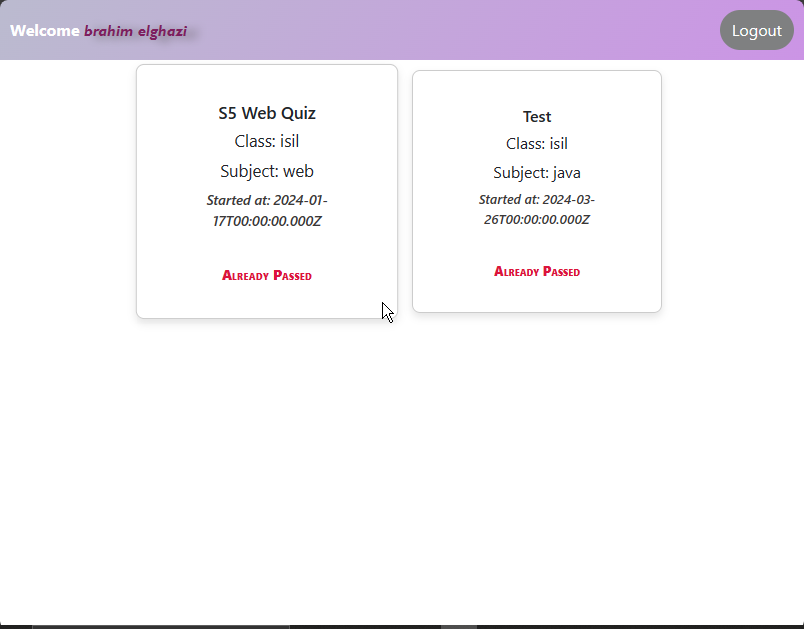 Welcome brahim elghazi
Logout
S5 Web Quiz
Class: isil
Subject: web
Started at: 2024-01-
17T00:00:00.000Z
Already Passed
Test
Class: isil
Subject: java
Started at: 2024-03-
26T00:00:00.000Z
Already Passed